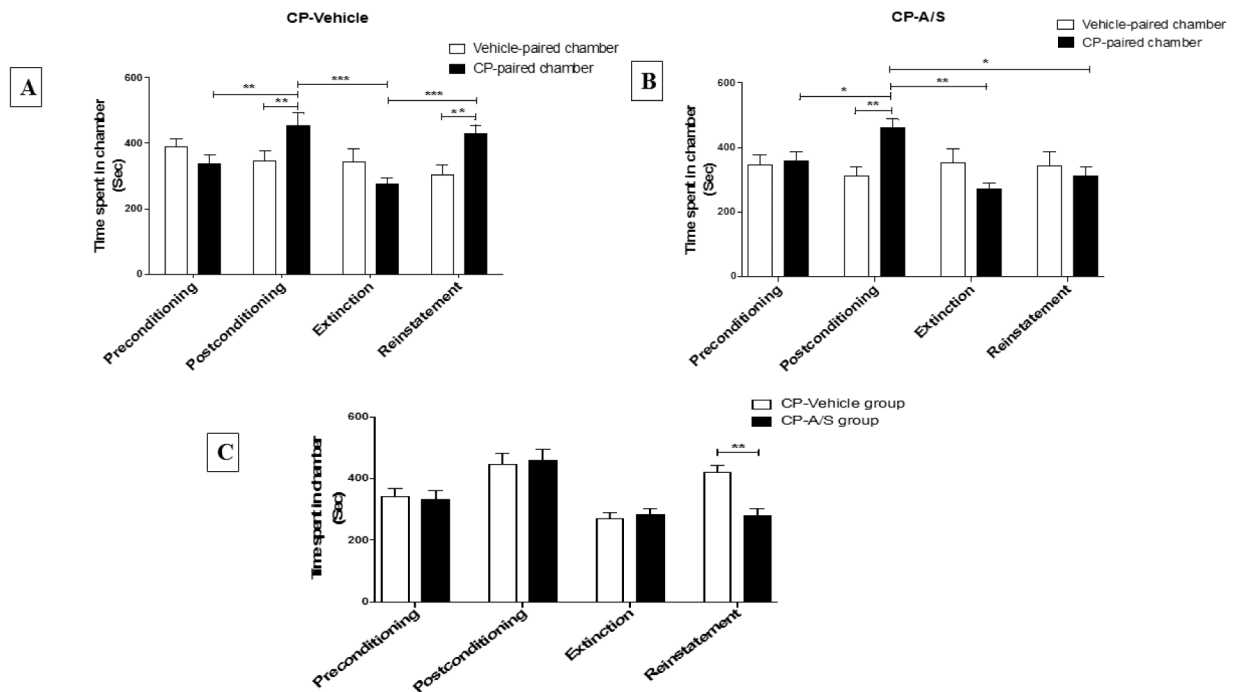 CP-Vehicle
Vehicle-paired chamber
CP-paired chamber
A
Time spent in chamber
(Sec)
600
400
200
0
**
***
***
**
**
Preconditioning
Postconditioning
Extinction
Reinstatement
CP-A/S
Vehicle-paired chamber
CP-paired chamber
B
Time spent in chamber
(Sec)
600
400
200
0
*
*
**
**
Preconditioning
Postconditioning
Extinction
Reinstatement
CP-Vehicle group
CP-A/S group
C
Time spent in chamber
(Sec)
600
400
200
0
**
Preconditioning
Postconditioning
Extinction
Reinstatement